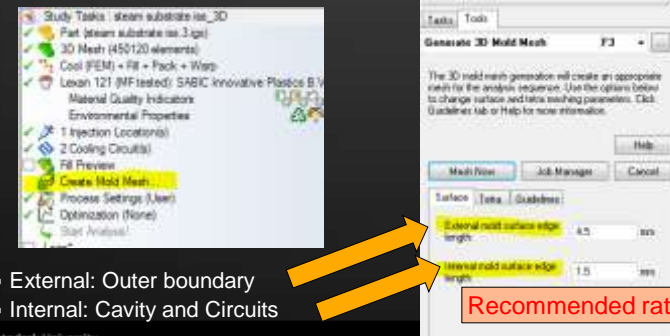 Study Tasks : steam substrate iso_3D
Part (steam substrate iso 3.igs)
3D Mesh (450120 elements)
Cool (FEM) + Fill + Pack + Warp
Lexan 121 (MF tested): SABIC Innovative Plastics B.V
Material Quality Indicators
Environmental Properties
1 Injection Location(s)
2 Cooling Circuit(s)
Fill Preview
Create Mold Mesh...
Process Settings (User)
Optimization (None)
Start Analysis!
External: Outer boundary
Internal: Cavity and Circuits
Tasks Tools
Generate 3D Mold Mesh F3
The 3D mold mesh generation will create an appropriate
mesh for the analysis sequence. Use the options below
to change surface and tetra meshing parameters. Click
Guidelines tab or Help for more information.
Help
Mesh Now Job Manager Cancel
Surface Tetra Guidelines
External mold surface edge
length: 4.5 mm
Internal mold surface edge
length: 1.5 mm
Recommended rat